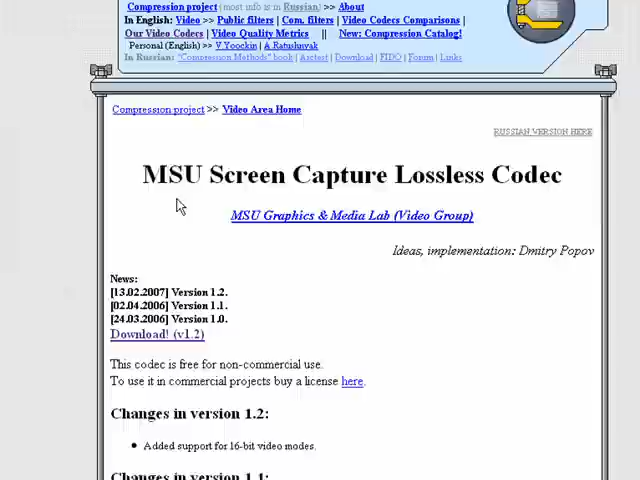 Compression project (most info is in Russian) >> About
In English: Video >> Public filters | Com. filters | Video Codecs Comparisons |
Our Video Codecs | Video Quality Metrics || New: Compression Catalog!
Personal (English) >> V.Yoockin | A.Ratushnyak
In Russian: "Compression Methods" book | Arctest | Download | FIDO | Forum | Links
Compression project >> Video Area Home
RUSSIAN VERSION HERE
MSU Screen Capture Lossless Codec
MSU Graphics & Media Lab (Video Group)
Ideas, implementation: Dmitry Popov
News:
[13.02.2007] Version 1.2.
[02.04.2006] Version 1.1.
[24.03.2006] Version 1.0.
Download! (v1.2)
This codec is free for non-commercial use.
To use it in commercial projects buy a license here.
Changes in version 1.2:
Added support for 16-bit video modes.
Changes in version 1.1: